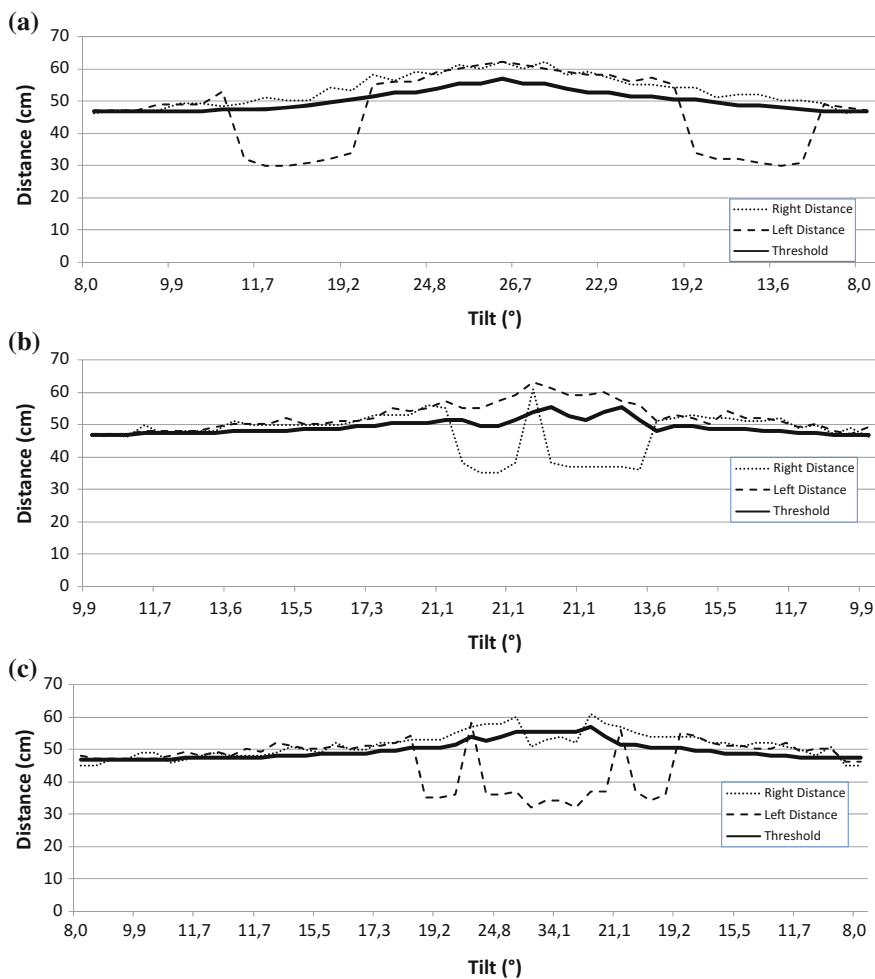 (a)
70
60
50
40
30
20
10
0
Distance (cm)
Right Distance
Left Distance
Threshold
8,0 9,9 11,7 19,2 24,8 26,7 22,9 19,2 13,6 8,0
Tilt (°)
(b)
70
60
50
40
30
20
10
0
Distance (cm)
Right Distance
Left Distance
Threshold
9,9 11,7 13,6 15,5 17,3 21,1 21,1 21,1 13,6 15,5 11,7 9,9
Tilt (°)
(c)
70
60
50
40
30
20
10
0
Distance (cm)
Right Distance
Left Distance
Threshold
8,0 9,9 11,7 11,7 15,5 17,3 19,2 24,8 34,1 21,1 19,2 15,5 11,7 8,0
Tilt (°)